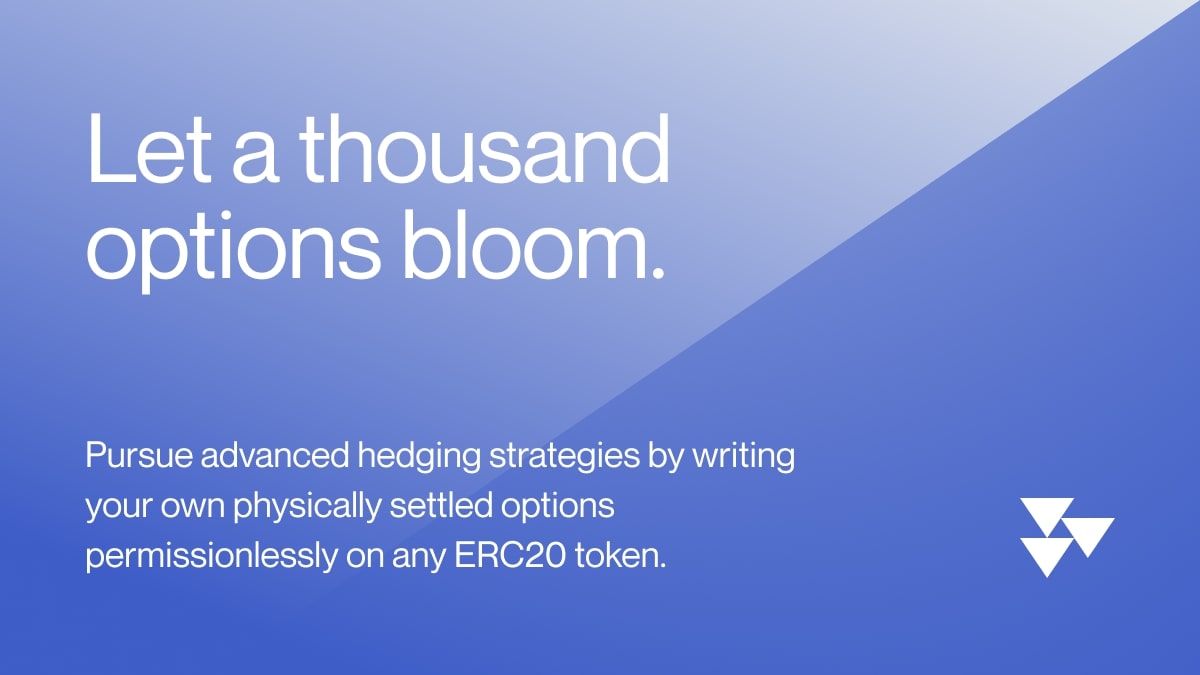 Let a thousand
options bloom.
Pursue advanced hedging strategies by writing
your own physically settled options
permissionlessly on any ERC20 token.